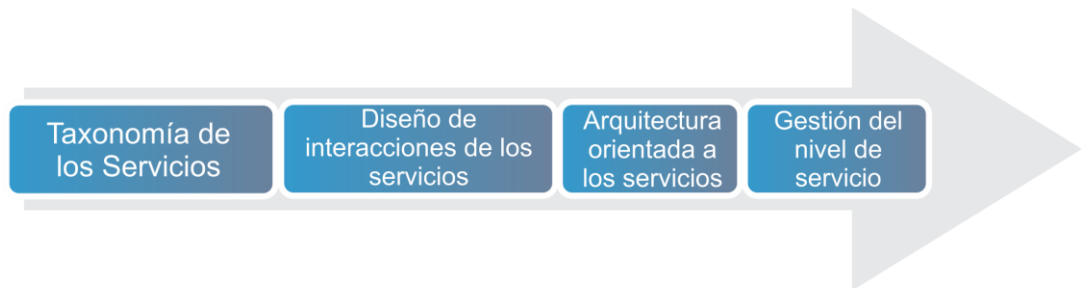 Taxonomía de
los Servicios
Diseño de
interacciones de los
servicios
Arquitectura
orientada a
los servicios
Gestión del
nivel de
servicio